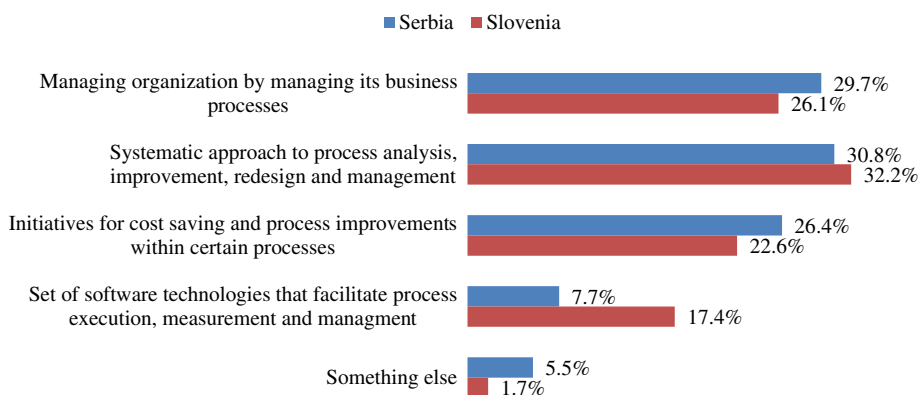 Serbia Slovenia
Managing organization by managing its business
processes
29.7%
26.1%
Systematic approach to process analysis,
improvement, redesign and management
30.8%
32.2%
Initiatives for cost saving and process improvements
within certain processes
26.4%
22.6%
Set of software technologies that facilitate process
execution, measurement and managment
7.7%
17.4%
Something else
5.5%
1.7%